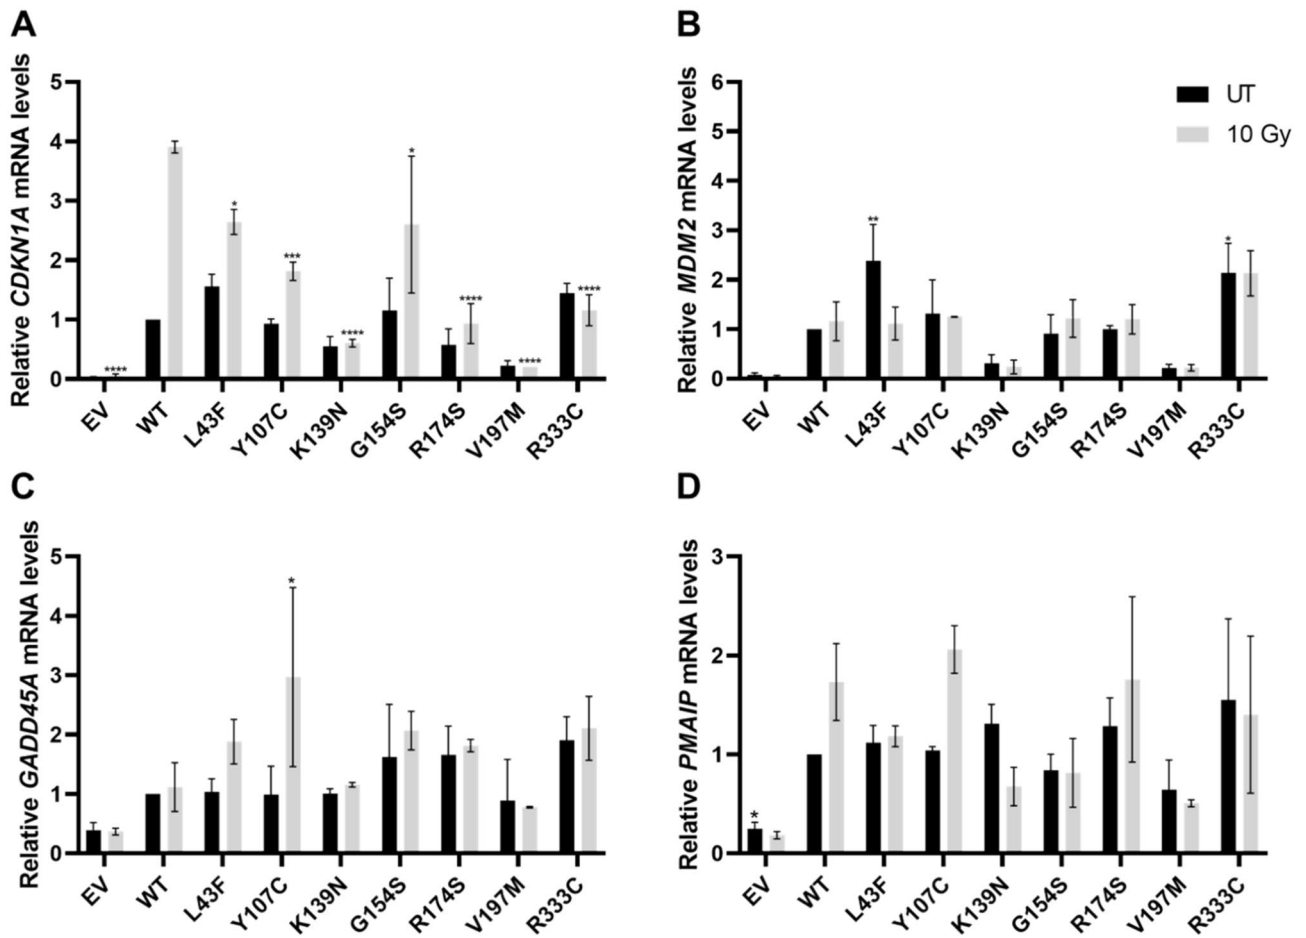 A
Relative CDKN1A mRNA levels
5
4
3
2
1
0
*
*
***
****
****
****
****
****
EV
WT
L43F
Y107C
K139N
G154S
R174S
V197M
R333C
B
Relative MDM2 mRNA levels
6
5
4
3
2
1
0
UT
10 Gy
**
*
EV
WT
L43F
Y107C
K139N
G154S
R174S
V197M
R333C
C
Relative GADD45A mRNA levels
5
4
3
2
1
0
*
EV
WT
L43F
Y107C
K139N
G154S
R174S
V197M
R333C
D
Relative PMAIP mRNA levels
3
2
1
0
*
EV
WT
L43F
Y107C
K139N
G154S
R174S
V197M
R333C